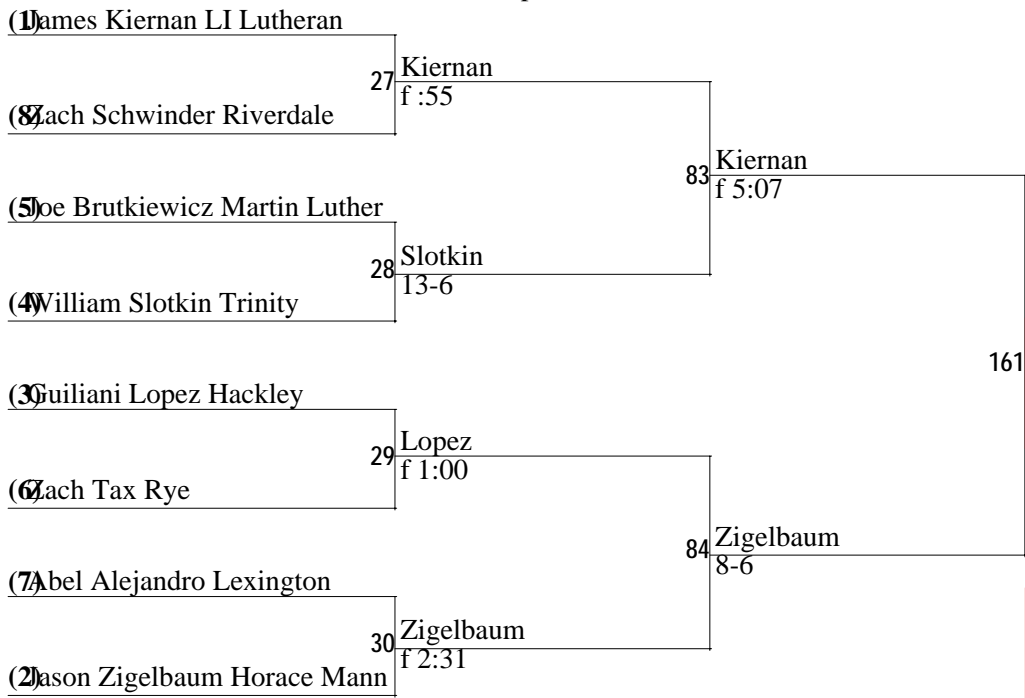 (1)James Kiernan LI Lutheran
27 Kiernan
f :55
(8)Zach Schwinder Riverdale
83 Kiernan
f 5:07
(5)Joe Brutkiewicz Martin Luther
28 Slotkin
13-6
(4)William Slotkin Trinity
161
(3)Guiliani Lopez Hackley
29 Lopez
f 1:00
(6)Zach Tax Rye
84 Zigelbaum
8-6
(7)Abel Alejandro Lexington
30 Zigelbaum
f 2:31
(2)Jason Zigelbaum Horace Mann